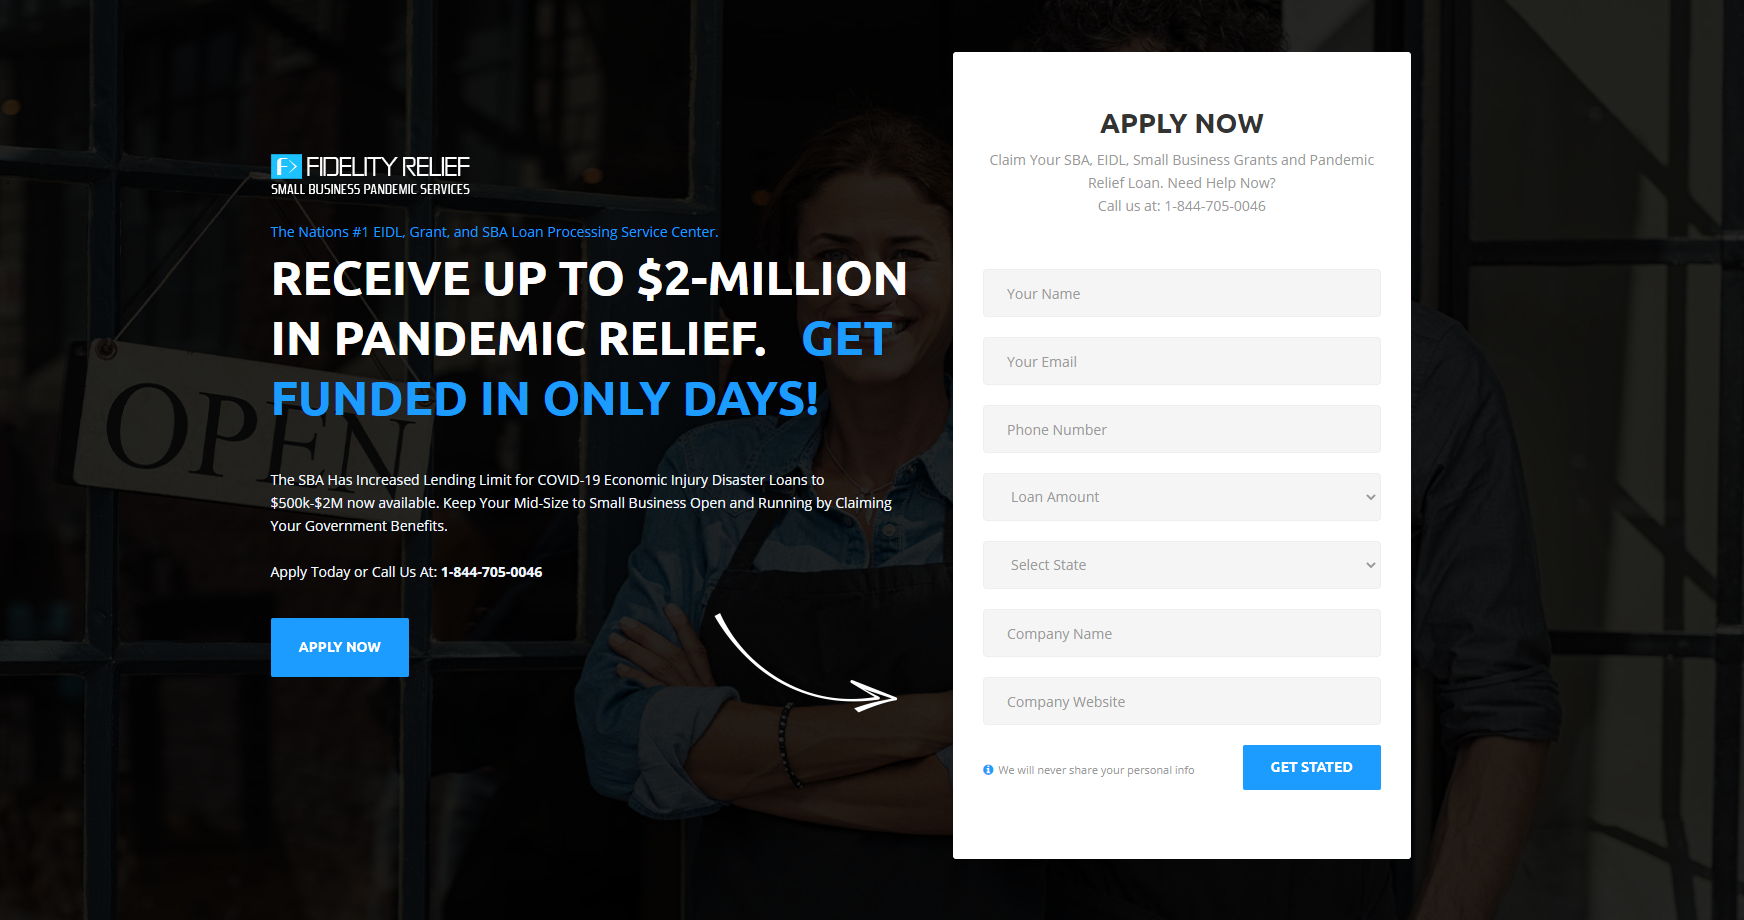 FIDELITY RELIEF
SMALL BUSINESS PANDEMIC SERVICES
The Nations #1 EIDL, Grant, and SBA Loan Processing Service Center.
RECEIVE UP TO $2-MILLION
IN PANDEMIC RELIEF. GET
FUNDED IN ONLY DAYS!
OPEN
The SBA Has Increased Lending Limit for COVID-19 Economic Injury Disaster Loans to
$500k-$2M now available. Keep Your Mid-Size to Small Business Open and Running by Claiming
Your Government Benefits.
Apply Today or Call Us At: 1-844-705-0046
APPLY NOW
APPLY NOW
Claim Your SBA, EIDL, Small Business Grants and Pandemic
Relief Loan. Need Help Now?
Call us at: 1-844-705-0046
Your Name
Your Email
Phone Number
Loan Amount
Select State
Company Name
Company Website
We will never share your personal info
GET STATED